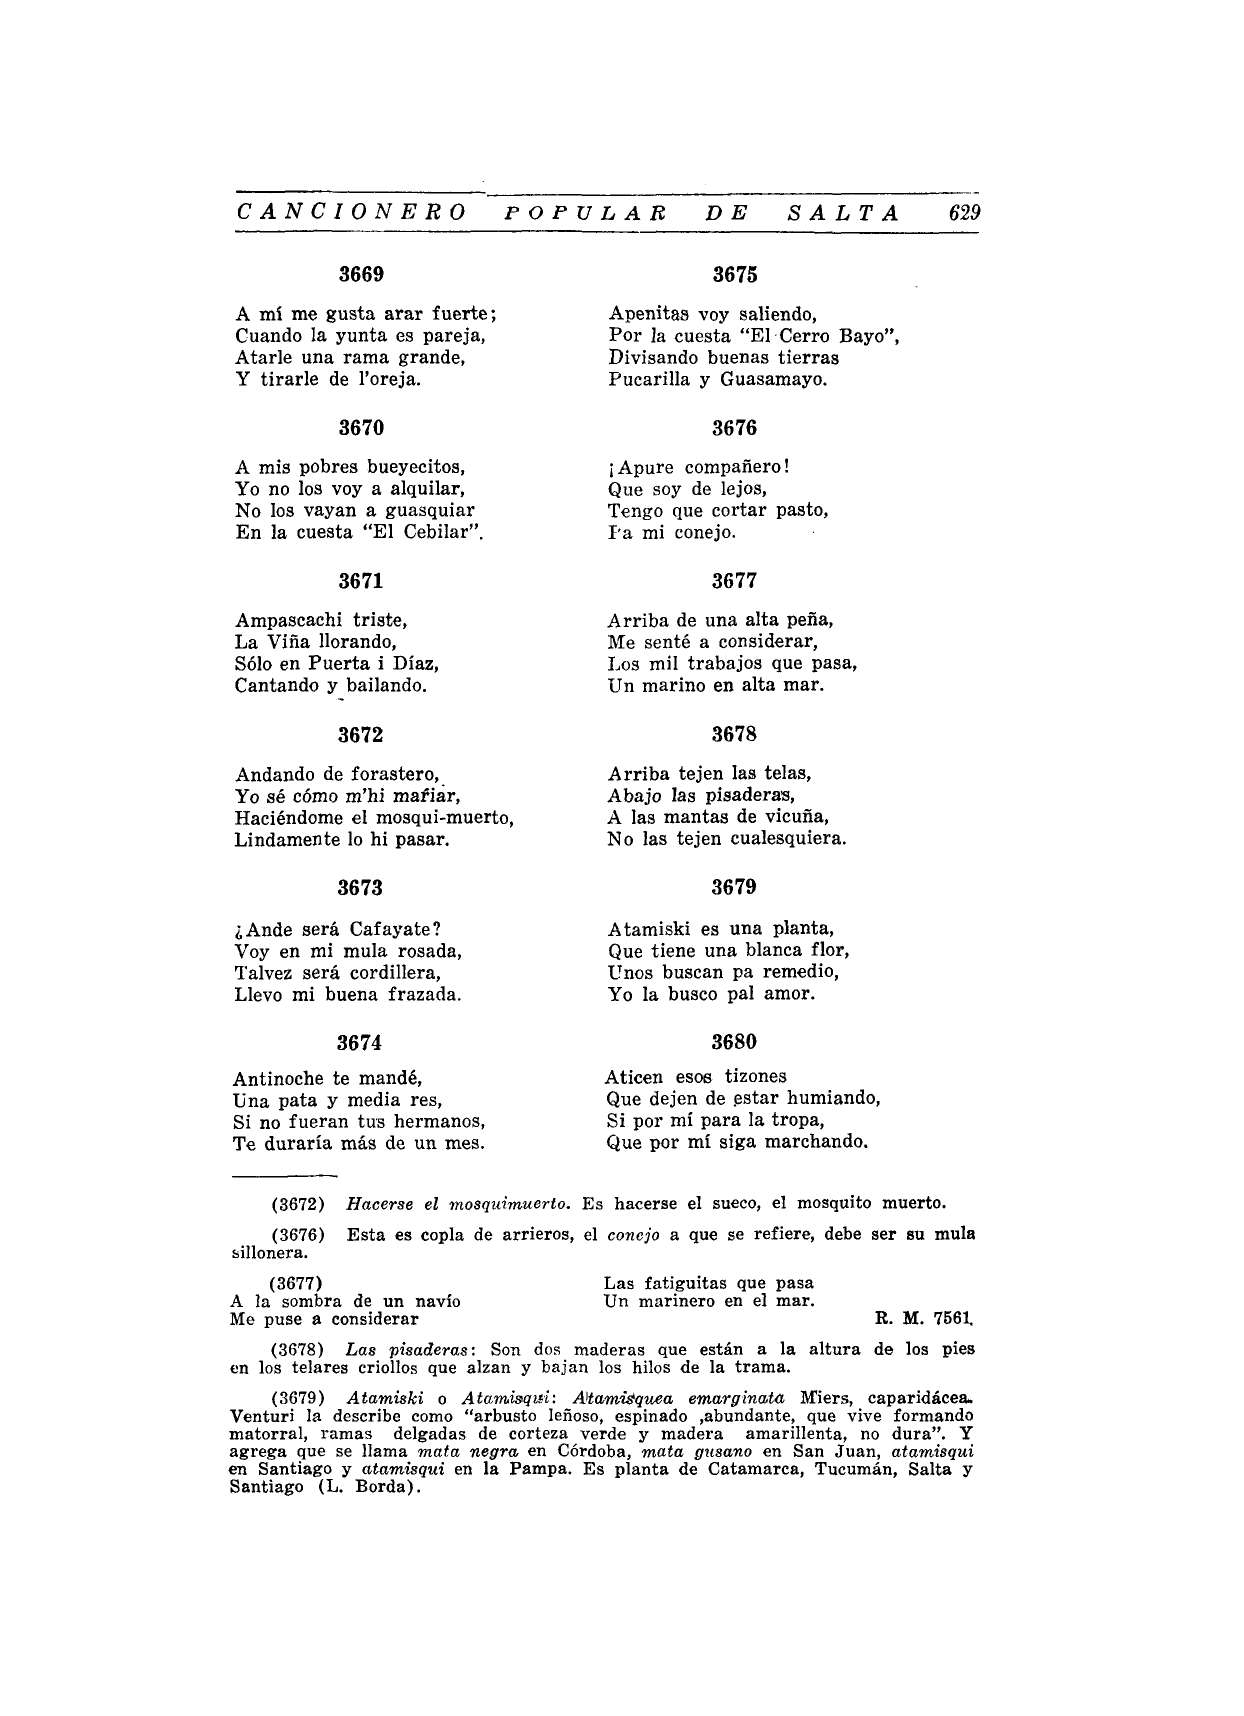 CANCIONERO POPULAR DE SALTA 629
3669
A mí me gusta arar fuerte;
Cuando la yunta es pareja,
Atarle una rama grande,
Y tirarle de l'oreja.
3670
A mis pobres bueyecitos,
Yo no los voy a alquilar,
No los vayan a guasquiar
En la cuesta “El Cebilar”.
3671
Ampascachi triste,
La Viña llorando,
Sólo en Puerta i Díaz,
Cantando y bailando.
3672
Andando de forastero,
Yo sé cómo m'hi mañiar,
Haciéndome el mosqui-muerto,
Lindamente lo hi pasar.
3673
¿Ande será Cafayate?
Voy en mi mula rosada,
Talvez será cordillera,
Llevo mi buena frazada.
3674
Antinoche te mandé,
Una pata y media res,
Si no fueran tus hermanos,
Te duraría más de un mes.
3675
Apenitas voy saliendo,
Por la cuesta “El Cerro Bayo”,
Divisando buenas tierras
Pucarilla y Guasamayo.
3676
¡Apure compañero!
Que soy de lejos,
Tengo que cortar pasto,
Pa mi conejo.
3677
Arriba de una alta peña,
Me senté a considerar,
Los mil trabajos que pasa,
Un marino en alta mar.
3678
Arriba tejen las telas,
Abajo las pisaderas,
A las mantas de vicuña,
No las tejen cualesquiera.
3679
Atamiski es una planta,
Que tiene una blanca flor,
Unos buscan pa remedio,
Yo la busco pal amor.
3680
Aticen esos tizones
Que dejen de estar humiando,
Si por mí para la tropa,
Que por mí siga marchando.
(3672) Hacerse el mosquimuerto. Es hacerse el sueco, el mosquito muerto.
(3676) Esta es copla de arrieros, el conejo a que se refiere, debe ser su mula
sillonera.
(3677)
A la sombra de un navío
Me puse a considerar
Las fatiguitas que pasa
Un marinero en el mar.
R. M. 7561.
(3678) Las pisaderas: Son dos maderas que están a la altura de los pies
en los telares criollos que alzan y bajan los hilos de la trama.
(3679) Atamiski o Atamisqui: Atamisquea emarginata Miers, caparidácea.
Venturi la describe como “arbusto leñoso, espinado ,abundante, que vive formando
matorral, ramas delgadas de corteza verde y madera amarillenta, no dura”. Y
agrega que se llama mata negra en Córdoba, mata gusano en San Juan, atamisqui
en Santiago y atamisqui en la Pampa. Es planta de Catamarca, Tucumán, Salta y
Santiago (L. Borda).